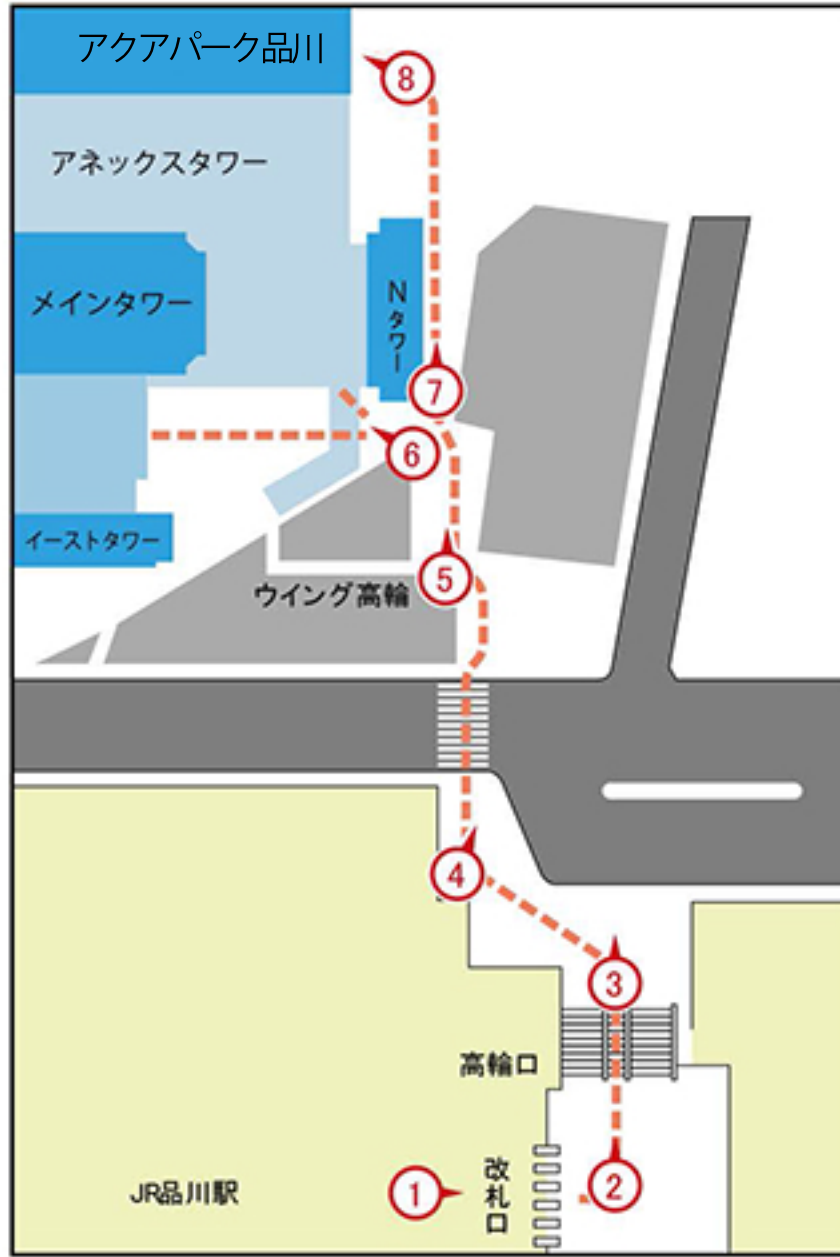 アクアパーク品川
8
アネックスタワー
メインタワー
Nタワー
7
6
イーストタワー
ウイング高輪
5
4
3
高輪口
JR品川駅
1
改札口
2